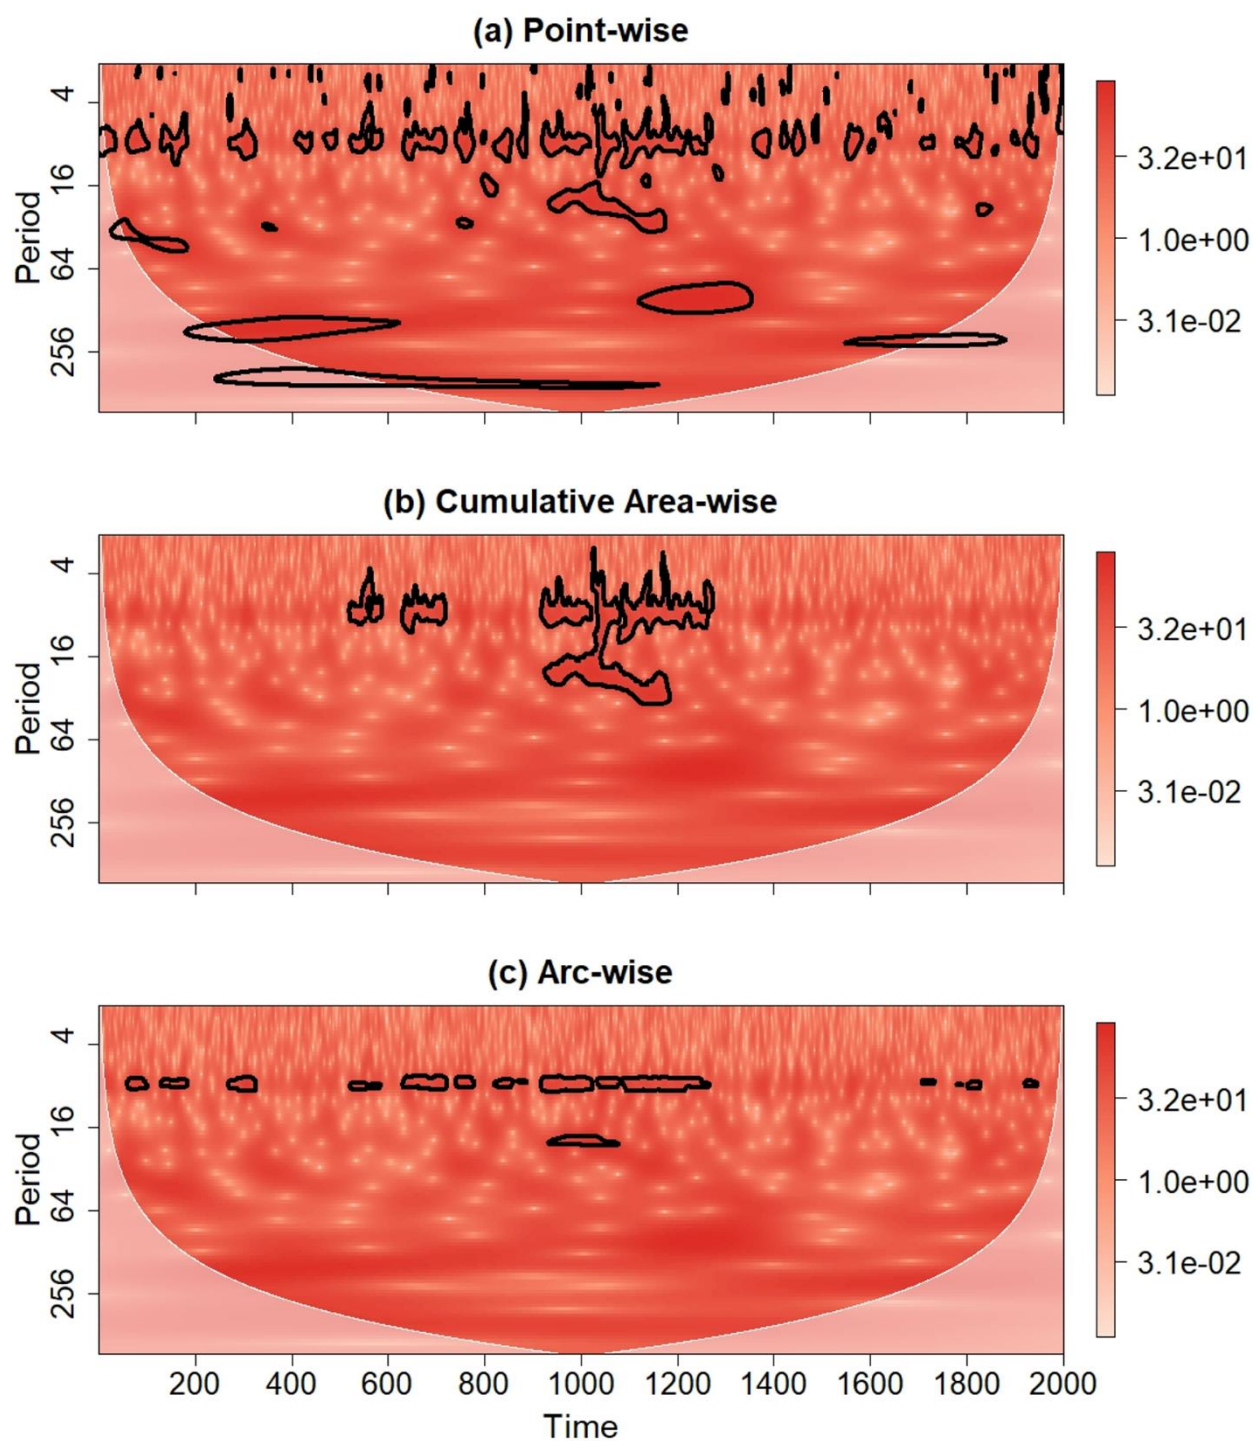 (a) Point-wise
Period
4
16
64
256
3.2e+01
1.0e+00
3.1e-02
(b) Cumulative Area-wise
Period
4
16
64
256
3.2e+01
1.0e+00
3.1e-02
(c) Arc-wise
Period
4
16
64
256
3.2e+01
1.0e+00
3.1e-02
200 400 600 800 1000 1200 1400 1600 1800 2000
Time